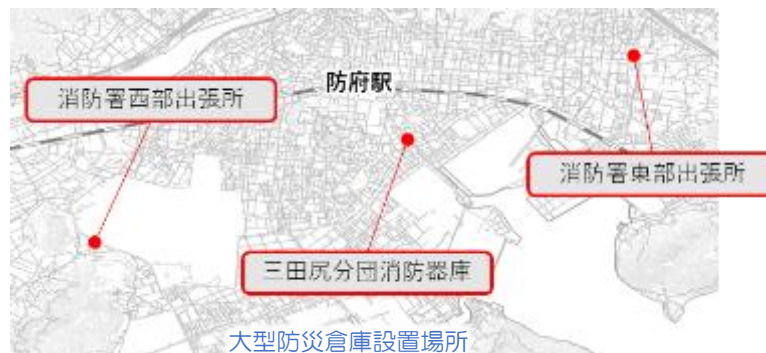 防府駅
消防署西部出張所
消防署東部出張所
三田尻分団消防器庫
大型防災倉庫設置場所